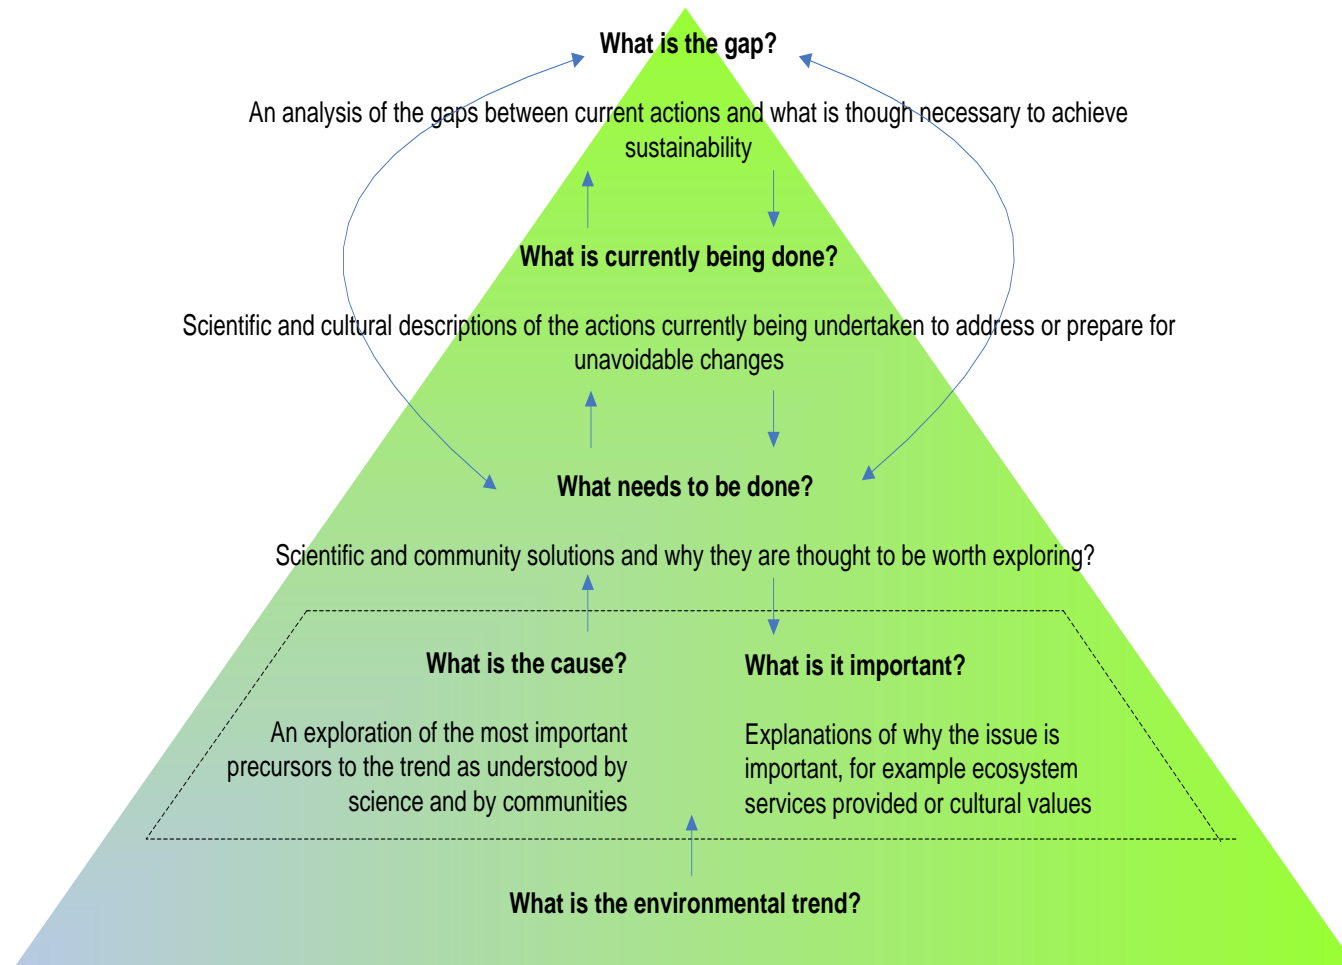 What is the gap?
An analysis of the gaps between current actions and what is though necessary to achieve
sustainability
What is currently being done?
Scientific and cultural descriptions of the actions currently being undertaken to address or prepare for
unavoidable changes
What needs to be done?
Scientific and community solutions and why they are thought to be worth exploring?
What is the cause?
An exploration of the most important
precursors to the trend as understood by
science and by communities
What is it important?
Explanations of why the issue is
important, for example ecosystem
services provided or cultural values
What is the environmental trend?